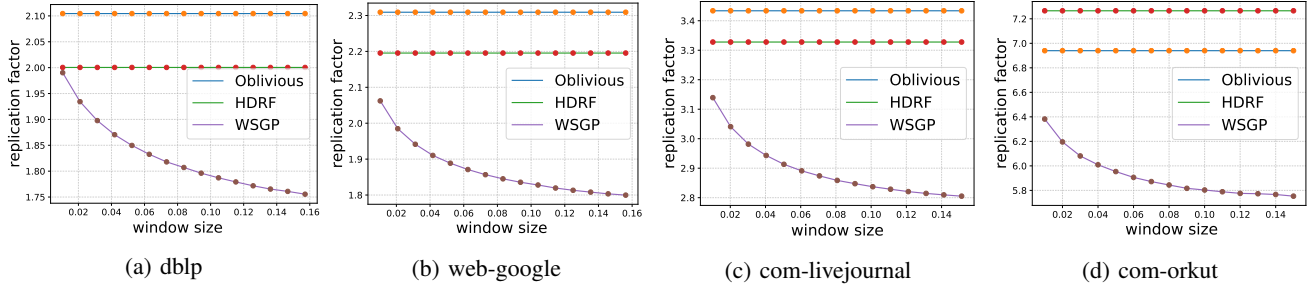 2.10
2.05
2.00
1.95
1.90
1.85
1.80
1.75
replication factor
Oblivious
HDRF
WSGP
0.00 0.02 0.04 0.06 0.08 0.10 0.12 0.14 0.16
window size
(a) dblp
2.3
2.2
2.1
2.0
1.9
1.8
replication factor
Oblivious
HDRF
WSGP
0.02 0.04 0.06 0.08 0.10 0.12 0.14 0.16
window size
(b) web-google
3.4
3.3
3.2
3.1
3.0
2.9
2.8
replication factor
Oblivious
HDRF
WSGP
0.02 0.04 0.06 0.08 0.10 0.12 0.14
window size
(c) com-livejournal
7.2
7.0
6.8
6.6
6.4
6.2
6.0
5.8
replication factor
Oblivious
HDRF
WSGP
0.02 0.04 0.06 0.08 0.10 0.12 0.14
window size
(d) com-orkut